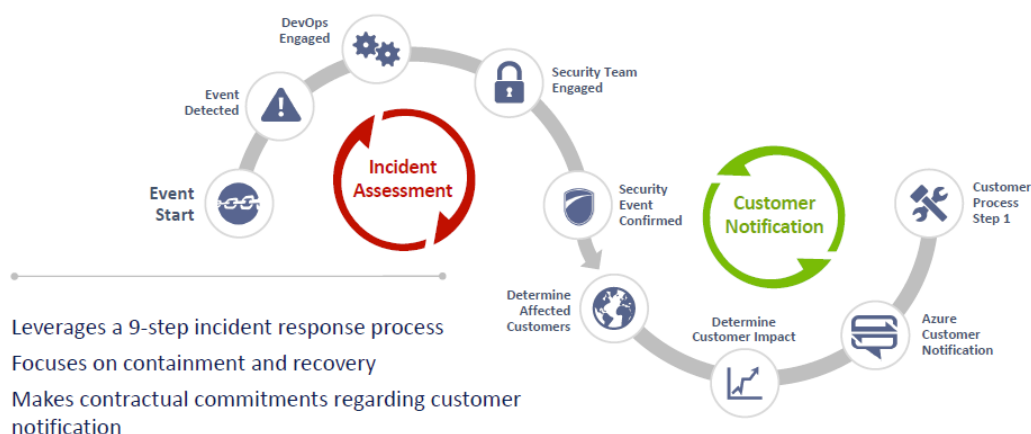 Event
Start
Event
Detected
DevOps
Engaged
Security Team
Engaged
Incident
Assessment
Security
Event
Confirmed
Determine
Affected
Customers
Determine
Customer Impact
Customer
Notification
Azure
Customer
Notification
Customer
Process
Step 1
Leverages a 9-step incident response process
Focuses on containment and recovery
Makes contractual commitments regarding customer
notification